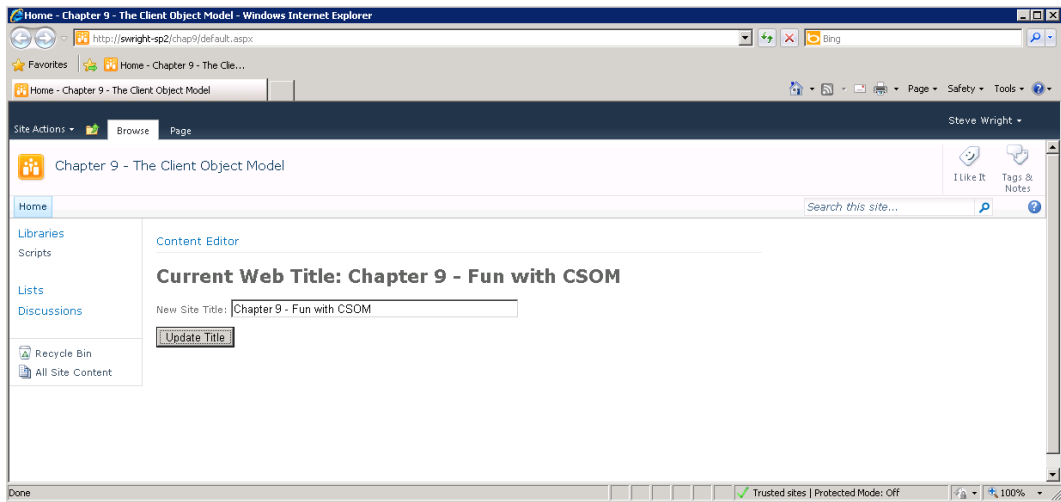 Home - Chapter 9 - The Client Object Model - Windows Internet Explorer
http://swright-sp2/chap9/default.aspx
Bing
Favorites
Home - Chapter 9 - The Clie...
Home - Chapter 9 - The Client Object Model
Page
Safety
Tools
Steve Wright
Site Actions
Browse
Page
Chapter 9 - The Client Object Model
I Like It
Tags &
Notes
Home
Search this site...
Libraries
Scripts
Lists
Discussions
Recycle Bin
All Site Content
Content Editor
Current Web Title: Chapter 9 - Fun with CSOM
New Site Title: Chapter 9 - Fun with CSOM
Update Title
Done
Trusted sites | Protected Mode: Off
100%